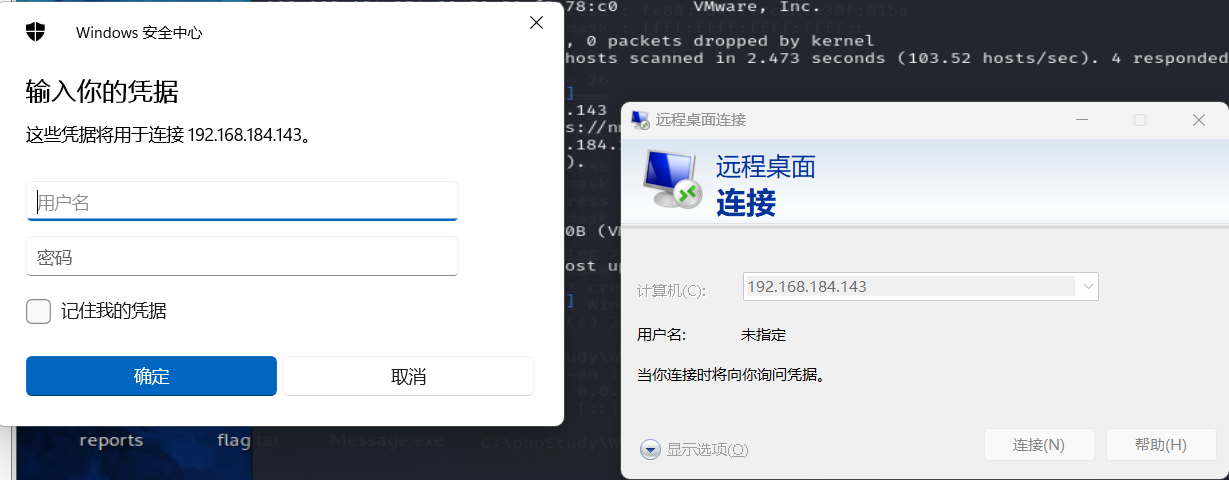 Windows 安全中心
输入你的凭据
这些凭据将用于连接 192.168.184.143。
用户名
密码
记住我的凭据
确定
取消
78:c0 VMware, Inc.
, 0 packets dropped by kernel
hosts scanned in 2.473 seconds (103.52 hosts/sec). 4 responded
]
.143
s://n
.184.
).
00B (V
ost up
]
远程桌面连接
远程桌面
连接
计算机(C):
192.168.184.143
用户名:
未指定
当你连接时将向你询问凭据。
显示选项(O)
连接(N)
帮助(H)
reports
flag.tar
Message.exe
C:\phpStudy\W